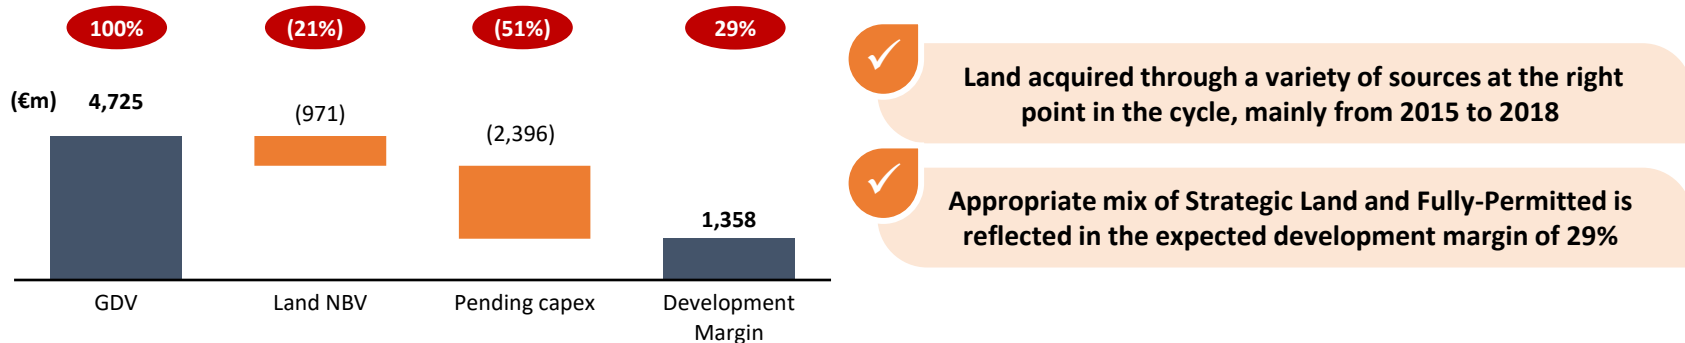 100% (21%) (51%) 29%
(€m) 4,725 (971) (2,396) 1,358
GDV Land NBV Pending capex Development
Margin
Land acquired through a variety of sources at the right
point in the cycle, mainly from 2015 to 2018
Appropriate mix of Strategic Land and Fully-Permitted is
reflected in the expected development margin of 29%